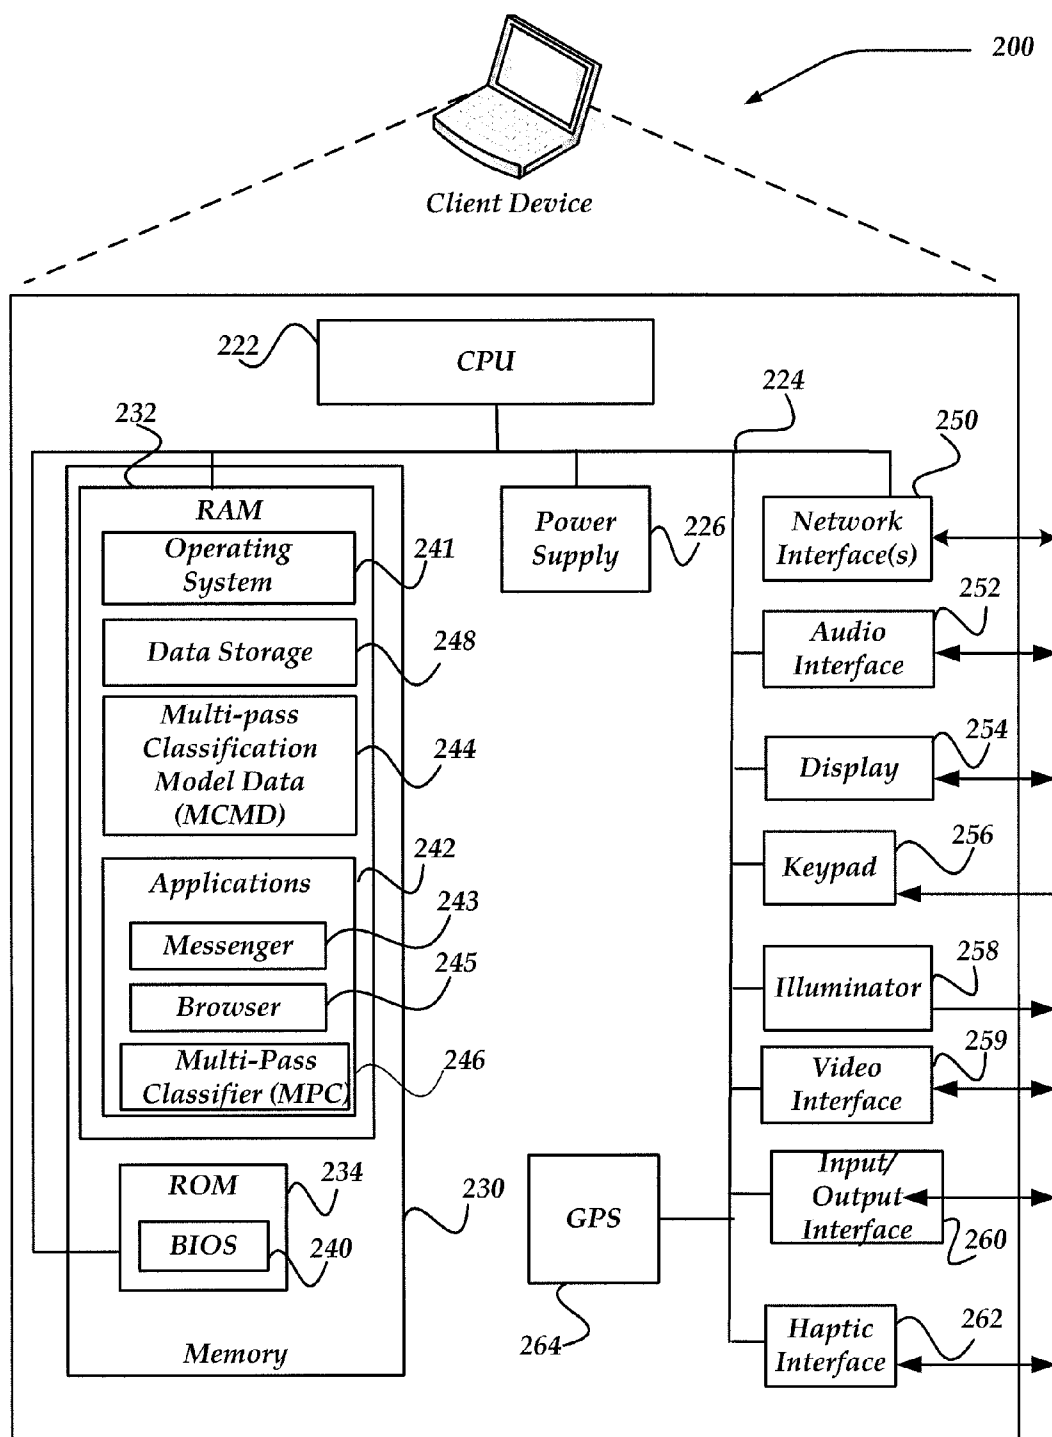 200
Client Device
222
CPU
224
232
250
RAM
Operating
System
241
Power
Supply
226
Network
Interface(s)
252
Data Storage
248
Audio
Interface
Multi-pass
Classification
Model Data
(MCMD)
244
254
Display
Applications
242
256
Keypad
Messenger
243
Browser
245
258
Illuminator
Multi-Pass
Classifier (MPC)
246
259
Video
Interface
ROM
234
BIOS
240
230
GPS
264
Input/
Output
Interface
260
262
Haptic
Interface
Memory